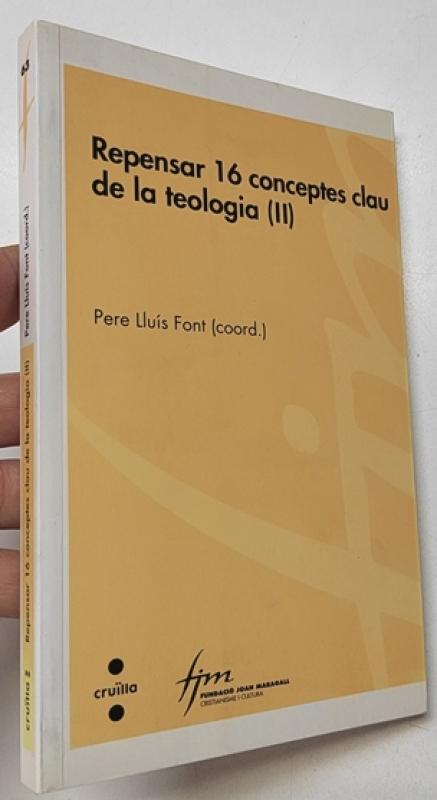 Repensar 16 conceptes clau
de la teologia (II)
Pere Lluís Font (coord.)
cruïlla
fjm
FUNDACIÓ JOAN MARAGALL
CRISTIANISME I CULTURA
63
Pere Lluís Font (coord.)
Repensar 16 conceptes clau de la teologia (II)
cruïlla